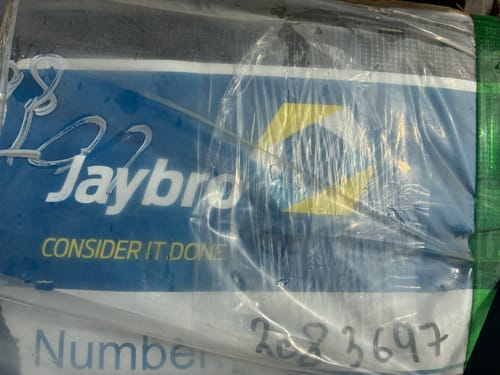 Jaybro
CONSIDER IT DONE
Number: 2083697